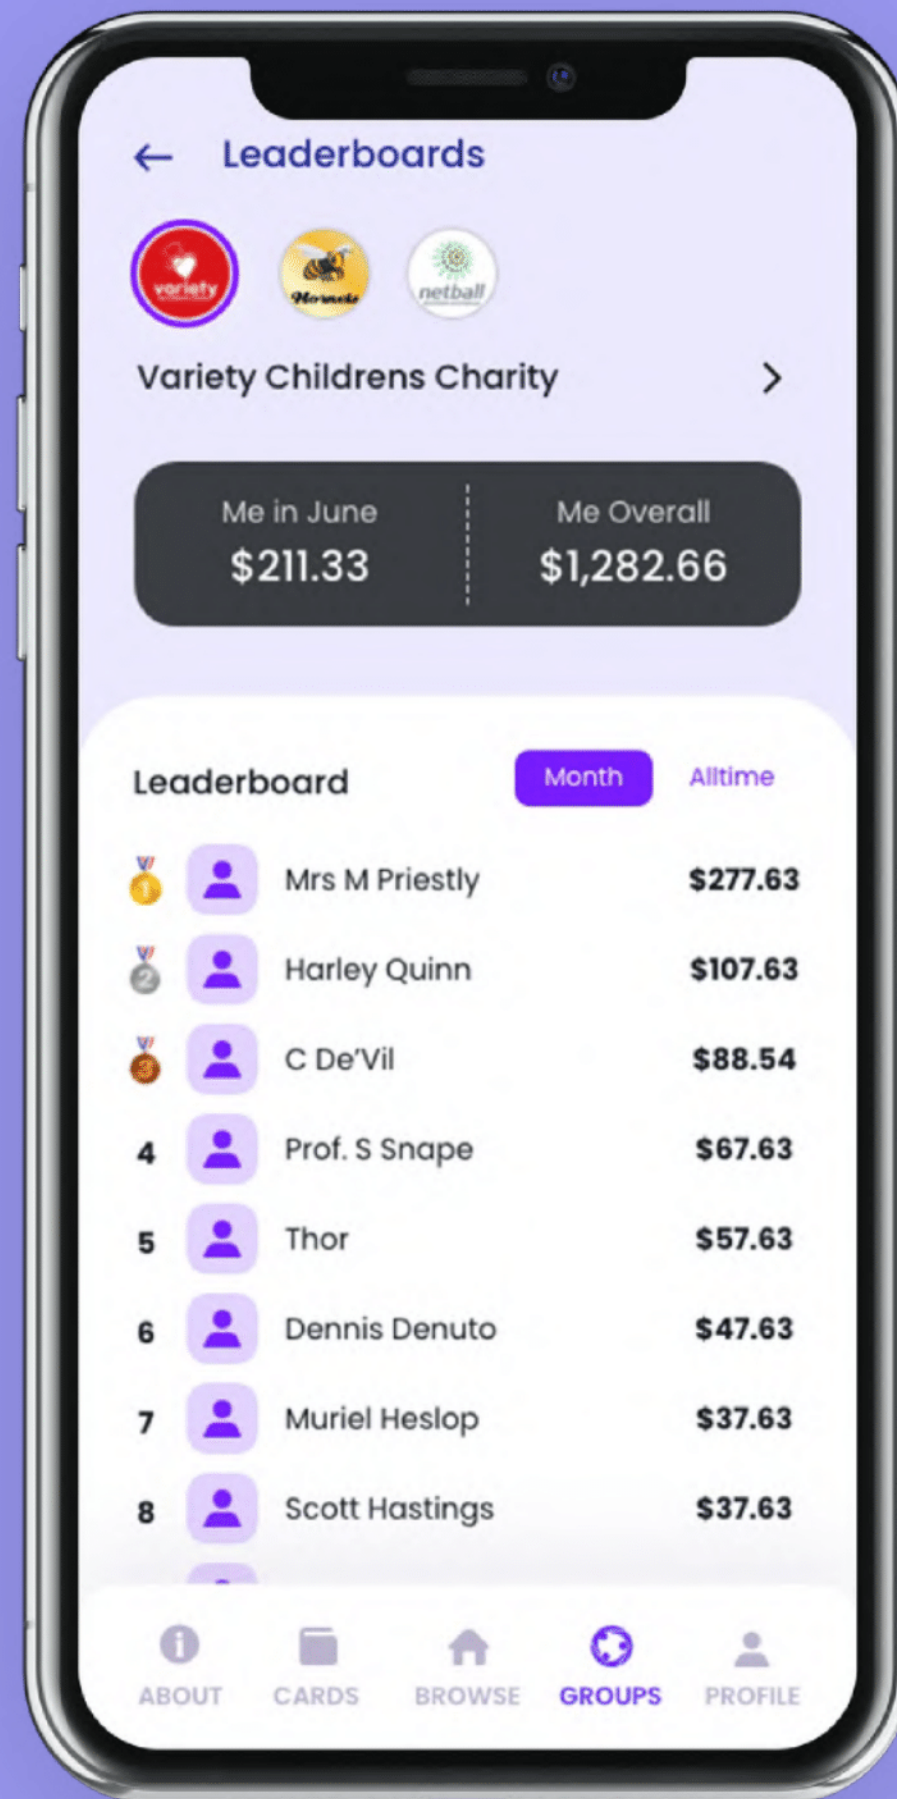 Leaderboards
variety
Hornets
netball
Variety Childrens Charity
Me in June
Me Overall
$211.33
$1,282.66
Leaderboard
Month
Alltime
1
Mrs M Priestly
$277.63
2
Harley Quinn
$107.63
3
C De'Vil
$88.54
4
Prof. S Snape
$67.63
5
Thor
$57.63
6
Dennis Denuto
$47.63
7
Muriel Heslop
$37.63
8
Scott Hastings
$37.63
ABOUT
CARDS
BROWSE
GROUPS
PROFILE